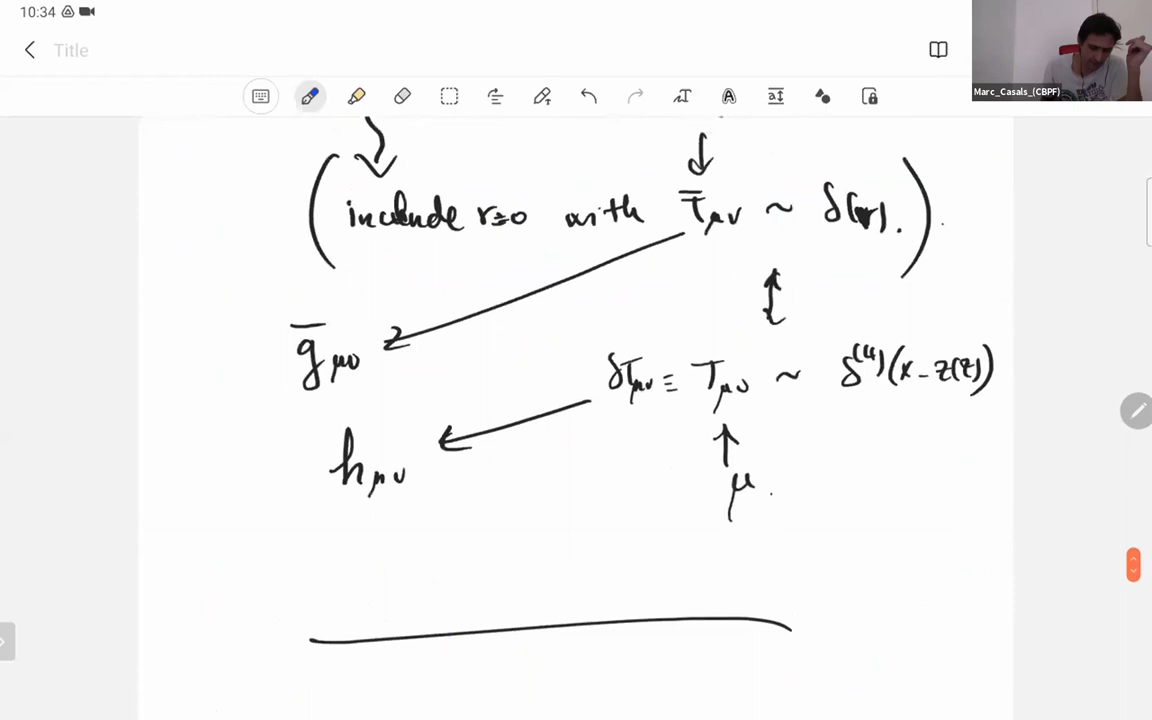 10:34
Title
Marc_Casals_(CBPF)
(include r=0 with T̄μν ~ δ(r).)
ḡμν
δTμν ≡ Tμν ~ δ⁽⁴⁾(x - z(τ))
hμν
μ.